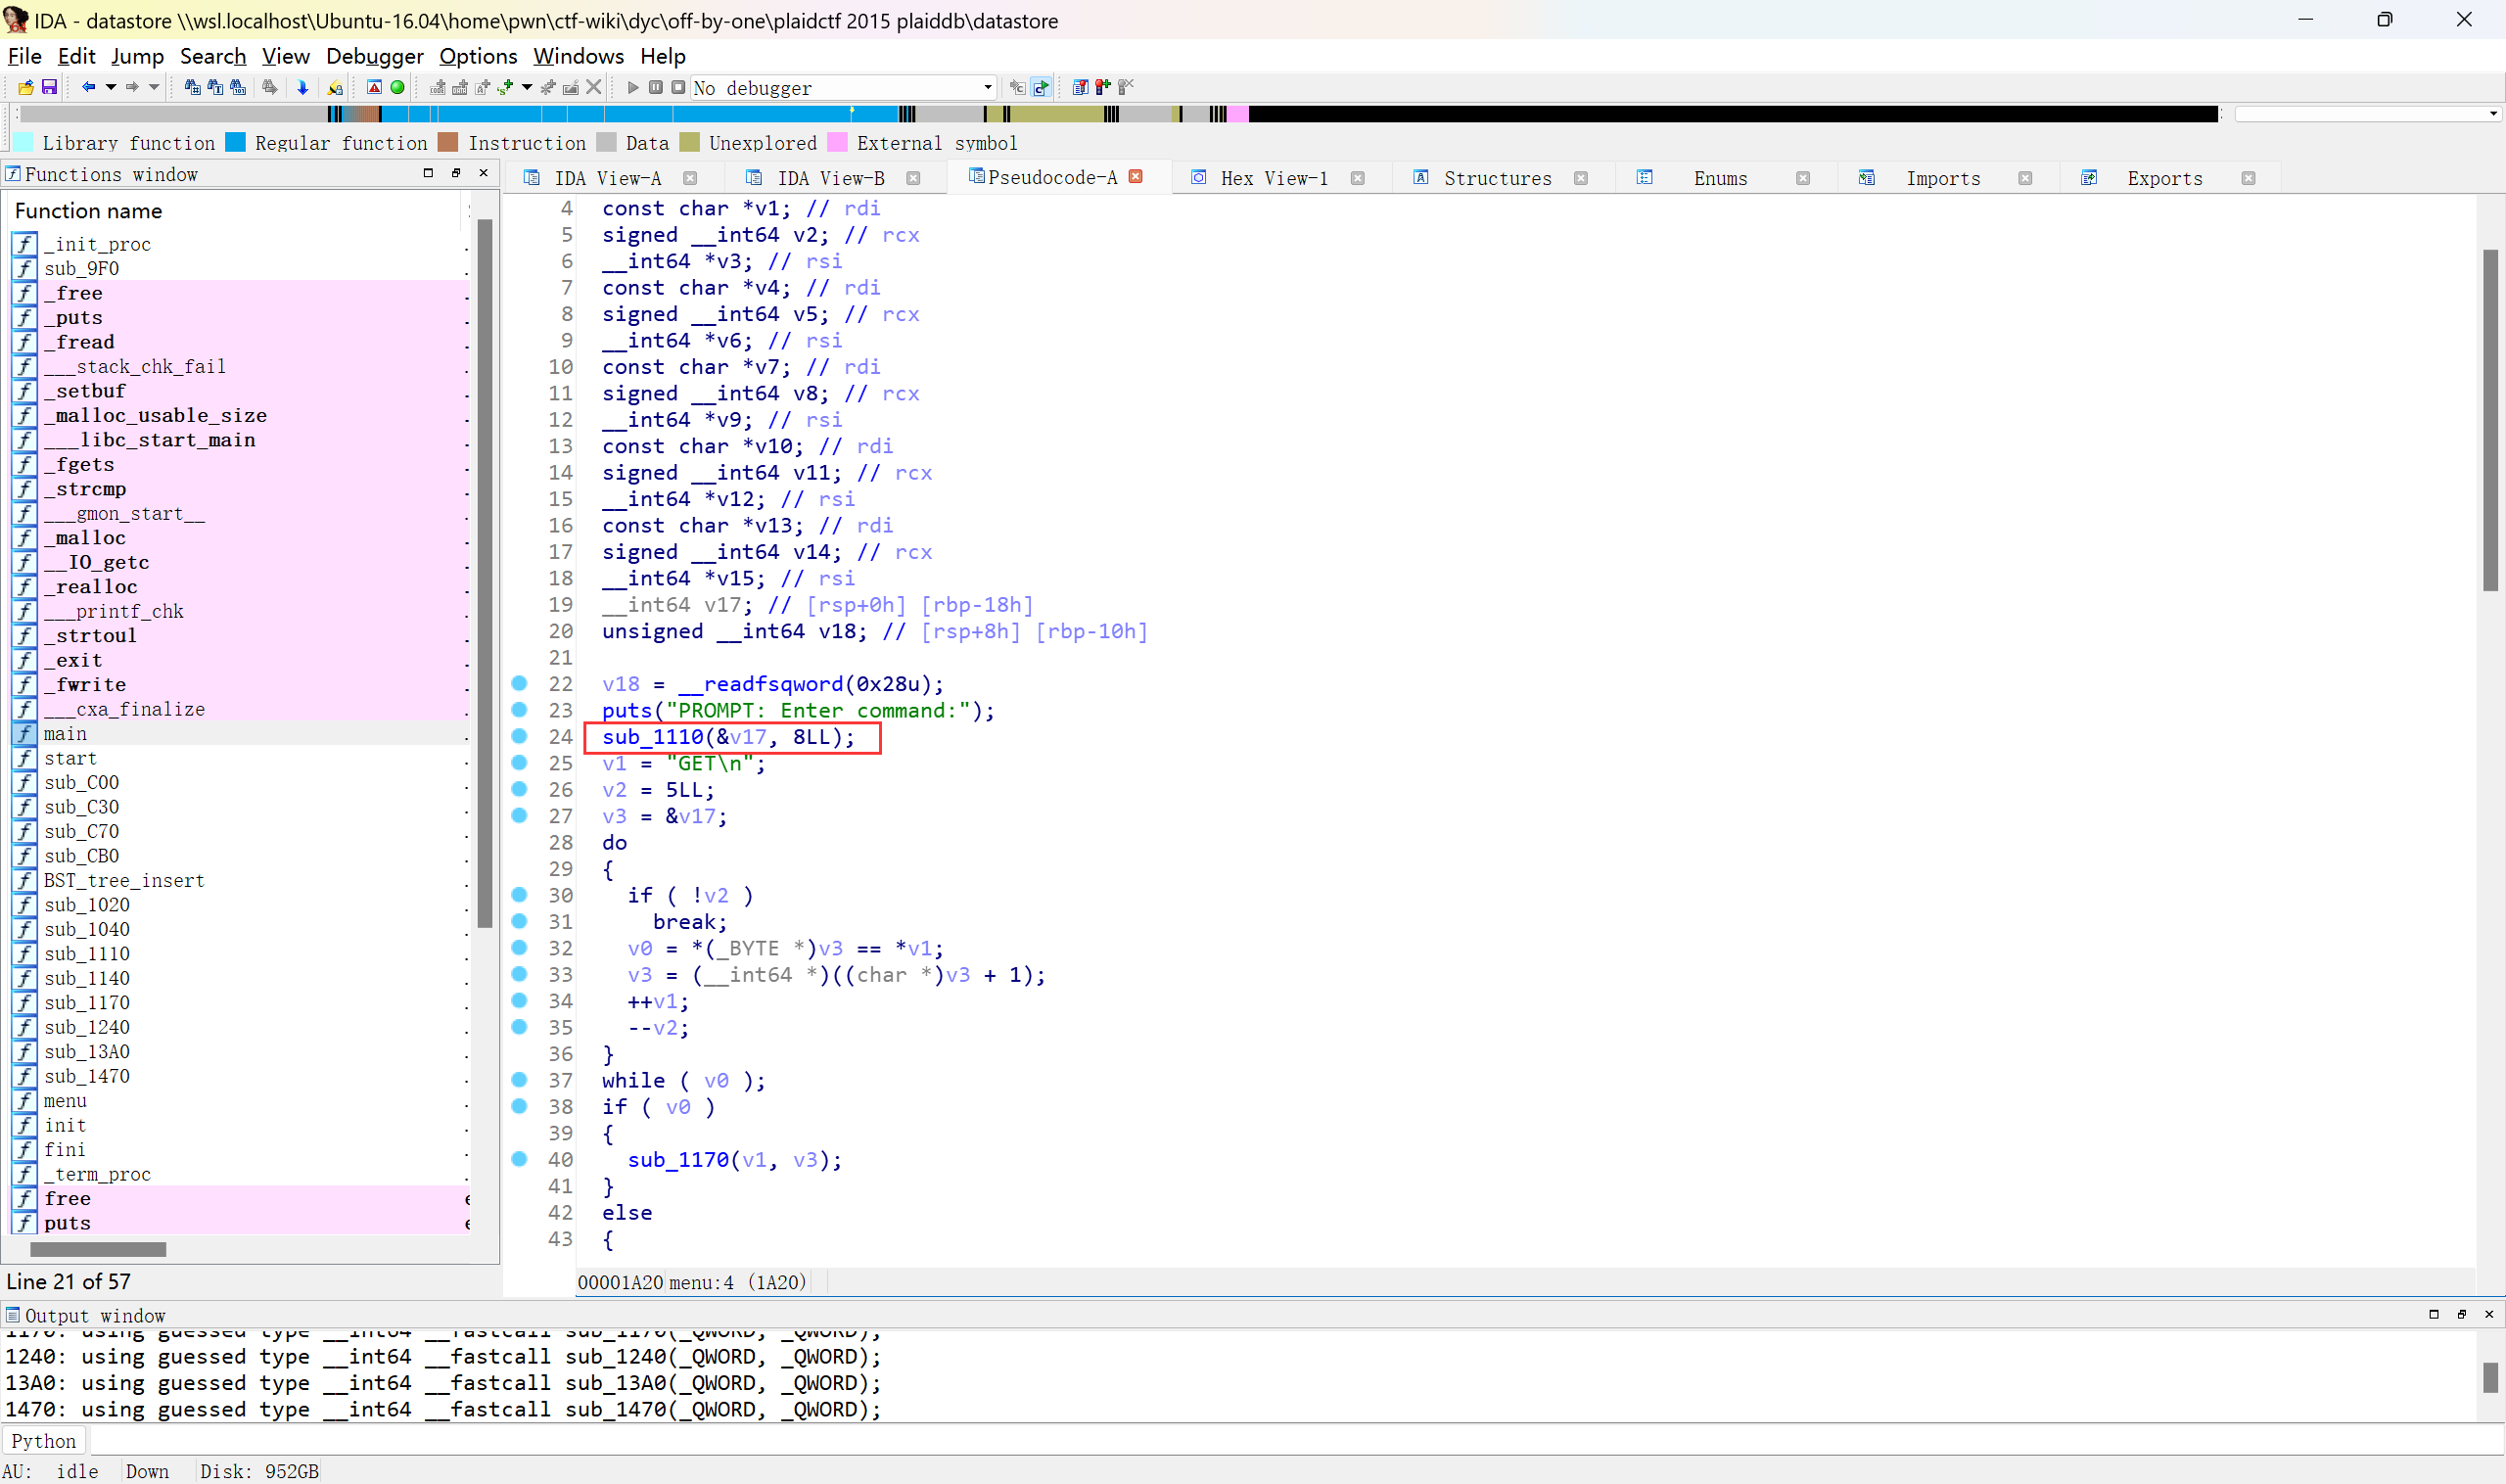 IDA - datastore \\wsl.localhost\Ubuntu-16.04\home\pwn\ctf-wiki\dyc\off-by-one\plaidctf 2015 plaiddb\datastore
File Edit Jump Search View Debugger Options Windows Help
No debugger
Library function Regular function Instruction Data Unexplored External symbol
Functions window
IDA View-A IDA View-B Pseudocode-A Hex View-1 Structures Enums Imports Exports
Function name
_init_proc
sub_9F0
_free
_puts
_fread
___stack_chk_fail
_setbuf
_malloc_usable_size
___libc_start_main
_fgets
_strcmp
___gmon_start__
_malloc
__IO_getc
_realloc
___printf_chk
_strtoul
_exit
_fwrite
___cxa_finalize
main
start
sub_C00
sub_C30
sub_C70
sub_CB0
BST_tree_insert
sub_1020
sub_1040
sub_1110
sub_1140
sub_1170
sub_1240
sub_13A0
sub_1470
menu
init
fini
_term_proc
free
puts
Line 21 of 57
4 const char *v1; // rdi
5 signed __int64 v2; // rcx
6 __int64 *v3; // rsi
7 const char *v4; // rdi
8 signed __int64 v5; // rcx
9 __int64 *v6; // rsi
10 const char *v7; // rdi
11 signed __int64 v8; // rcx
12 __int64 *v9; // rsi
13 const char *v10; // rdi
14 signed __int64 v11; // rcx
15 __int64 *v12; // rsi
16 const char *v13; // rdi
17 signed __int64 v14; // rcx
18 __int64 *v15; // rsi
19 __int64 v17; // [rsp+0h] [rbp-18h]
20 unsigned __int64 v18; // [rsp+8h] [rbp-10h]
21
22 v18 = __readfsqword(0x28u);
23 puts("PROMPT: Enter command:");
24 sub_1110(&v17, 8LL);
25 v1 = "GET\n";
26 v2 = 5LL;
27 v3 = &v17;
28 do
29 {
30 if ( !v2 )
31 break;
32 v0 = *(_BYTE *)v3 == *v1;
33 v3 = (__int64 *)((char *)v3 + 1);
34 ++v1;
35 --v2;
36 }
37 while ( v0 );
38 if ( v0 )
39 {
40 sub_1170(v1, v3);
41 }
42 else
43 {
00001A20 menu:4 (1A20)
Output window
1170: using guessed type __int64 __fastcall sub_1170(_QWORD, _QWORD);
1240: using guessed type __int64 __fastcall sub_1240(_QWORD, _QWORD);
13A0: using guessed type __int64 __fastcall sub_13A0(_QWORD, _QWORD);
1470: using guessed type __int64 __fastcall sub_1470(_QWORD, _QWORD);
Python
AU: idle Down Disk: 952GB